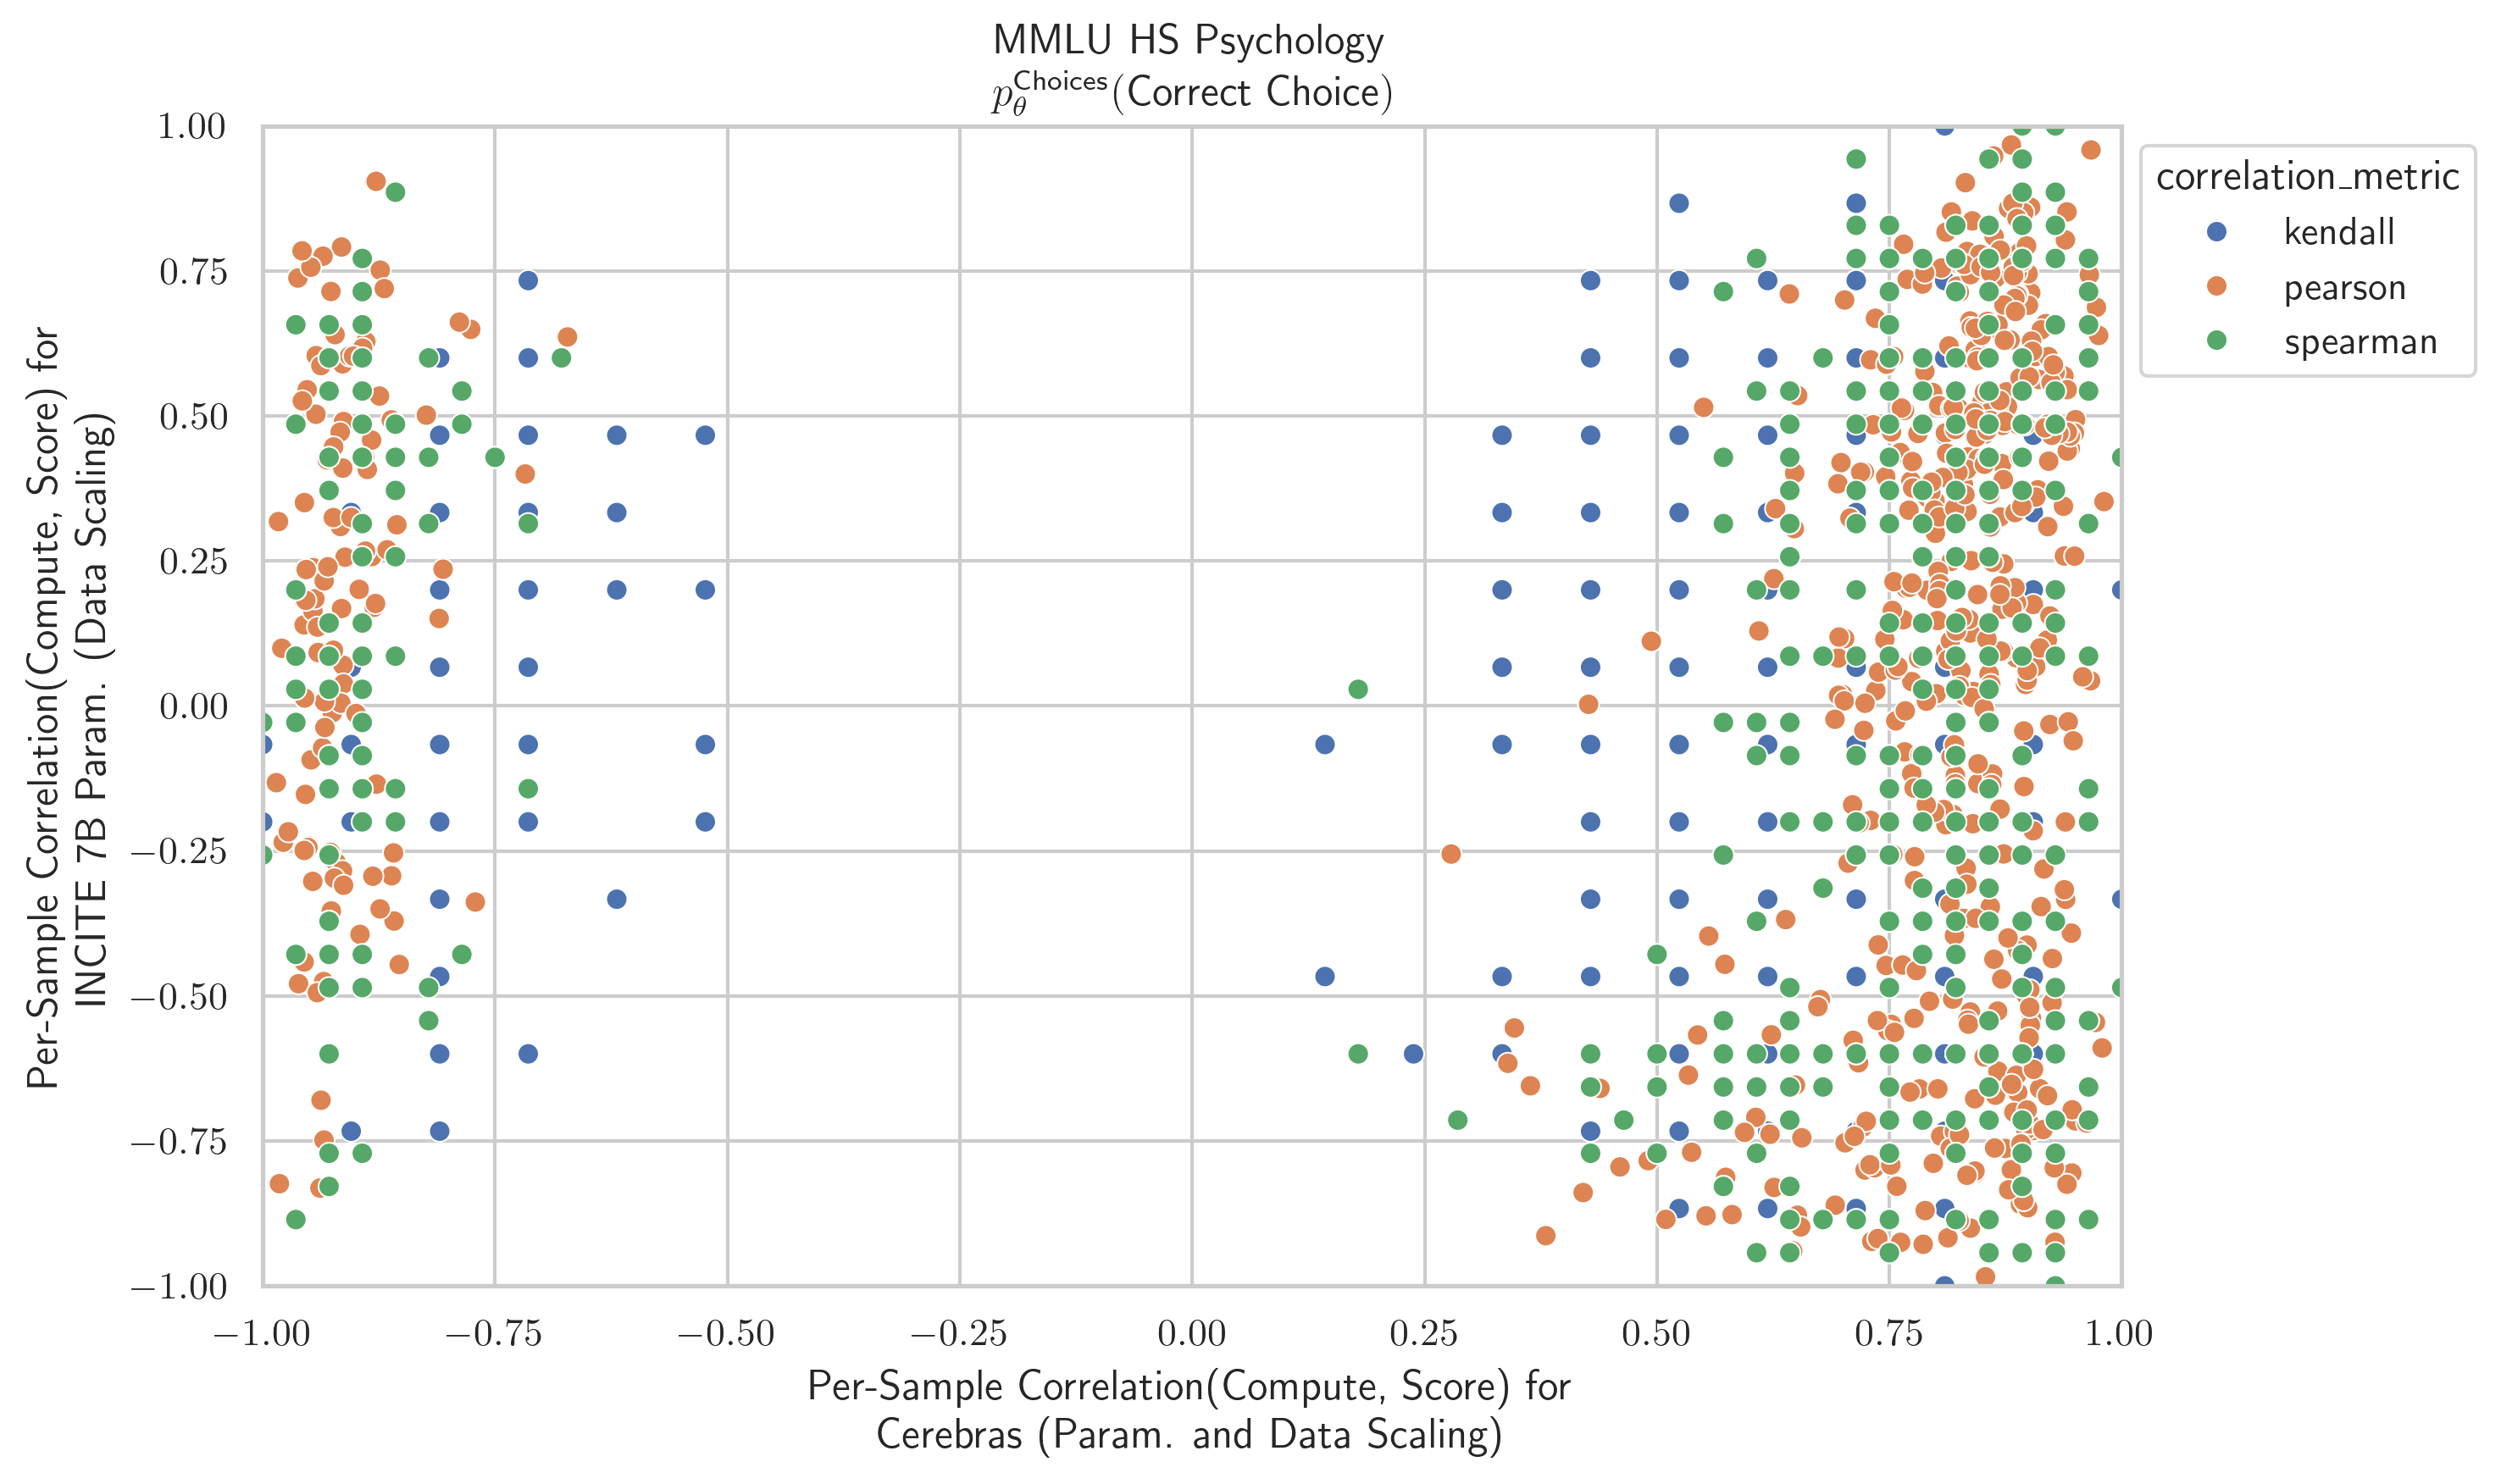 MMLU HS Psychology
p_θ^Choices(Correct Choice)
Per-Sample Correlation(Compute, Score) for
INCITE 7B Param. (Data Scaling)
1.00
0.75
0.50
0.25
0.00
−0.25
−0.50
−0.75
−1.00
−1.00 −0.75 −0.50 −0.25 0.00 0.25 0.50 0.75 1.00
Per-Sample Correlation(Compute, Score) for
Cerebras (Param. and Data Scaling)
correlation_metric
kendall
pearson
spearman